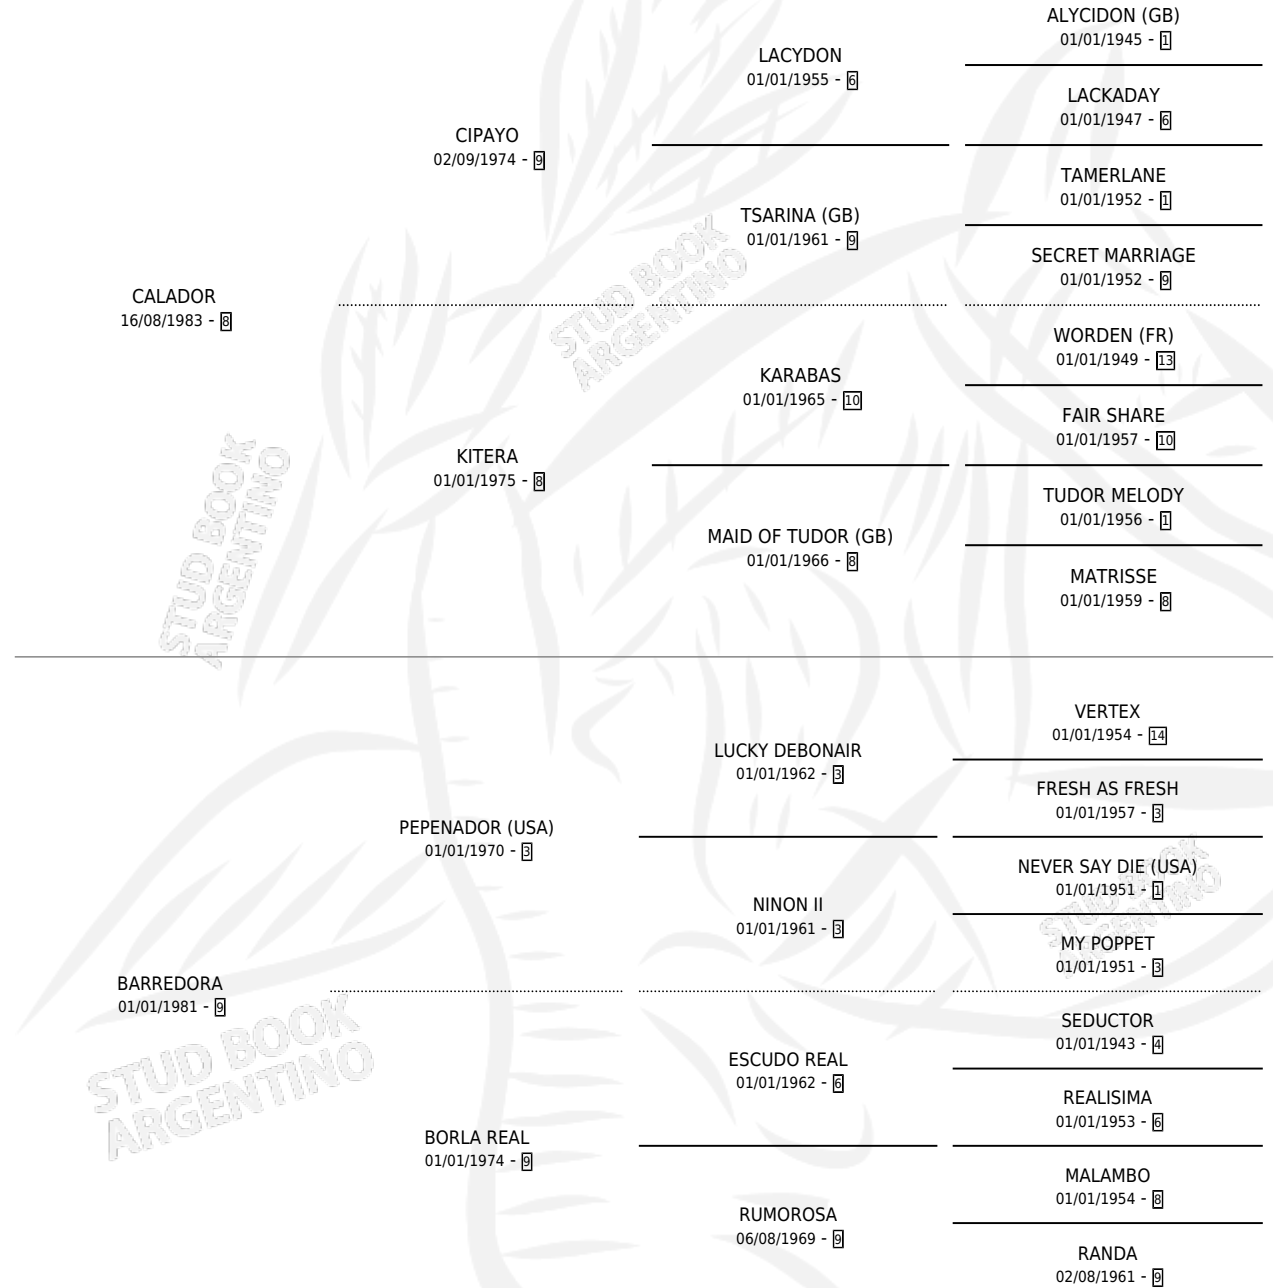 ALYCIDON (GB)
01/01/1945 - 1
LACYDON
01/01/1955 - 6
LACKADAY
01/01/1947 - 6
CIPAYO
02/09/1974 - 9
TAMERLANE
01/01/1952 - 1
TSARINA (GB)
01/01/1961 - 9
SECRET MARRIAGE
01/01/1952 - 9
CALADOR
16/08/1983 - 8
WORDEN (FR)
01/01/1949 - 13
KARABAS
01/01/1965 - 10
FAIR SHARE
01/01/1957 - 10
KITERA
01/01/1975 - 8
TUDOR MELODY
01/01/1956 - 1
MAID OF TUDOR (GB)
01/01/1966 - 8
MATRISSE
01/01/1959 - 8
VERTEX
01/01/1954 - 14
LUCKY DEBONAIR
01/01/1962 - 3
FRESH AS FRESH
01/01/1957 - 3
PEPENADOR (USA)
01/01/1970 - 3
NEVER SAY DIE (USA)
01/01/1951 - 1
NINON II
01/01/1961 - 3
MY POPPET
01/01/1951 - 3
BARREDORA
01/01/1981 - 9
SEDUCTOR
01/01/1943 - 4
ESCUDO REAL
01/01/1962 - 6
REALISIMA
01/01/1953 - 6
BORLA REAL
01/01/1974 - 9
MALAMBO
01/01/1954 - 8
RUMOROSA
06/08/1969 - 9
RANDA
02/08/1961 - 9
STUD BOOK
ARGENTINO
STUD BOOK
ARGENTINO
STUD BOOK
ARGENTINO
STUD BOOK
ARGENTINO